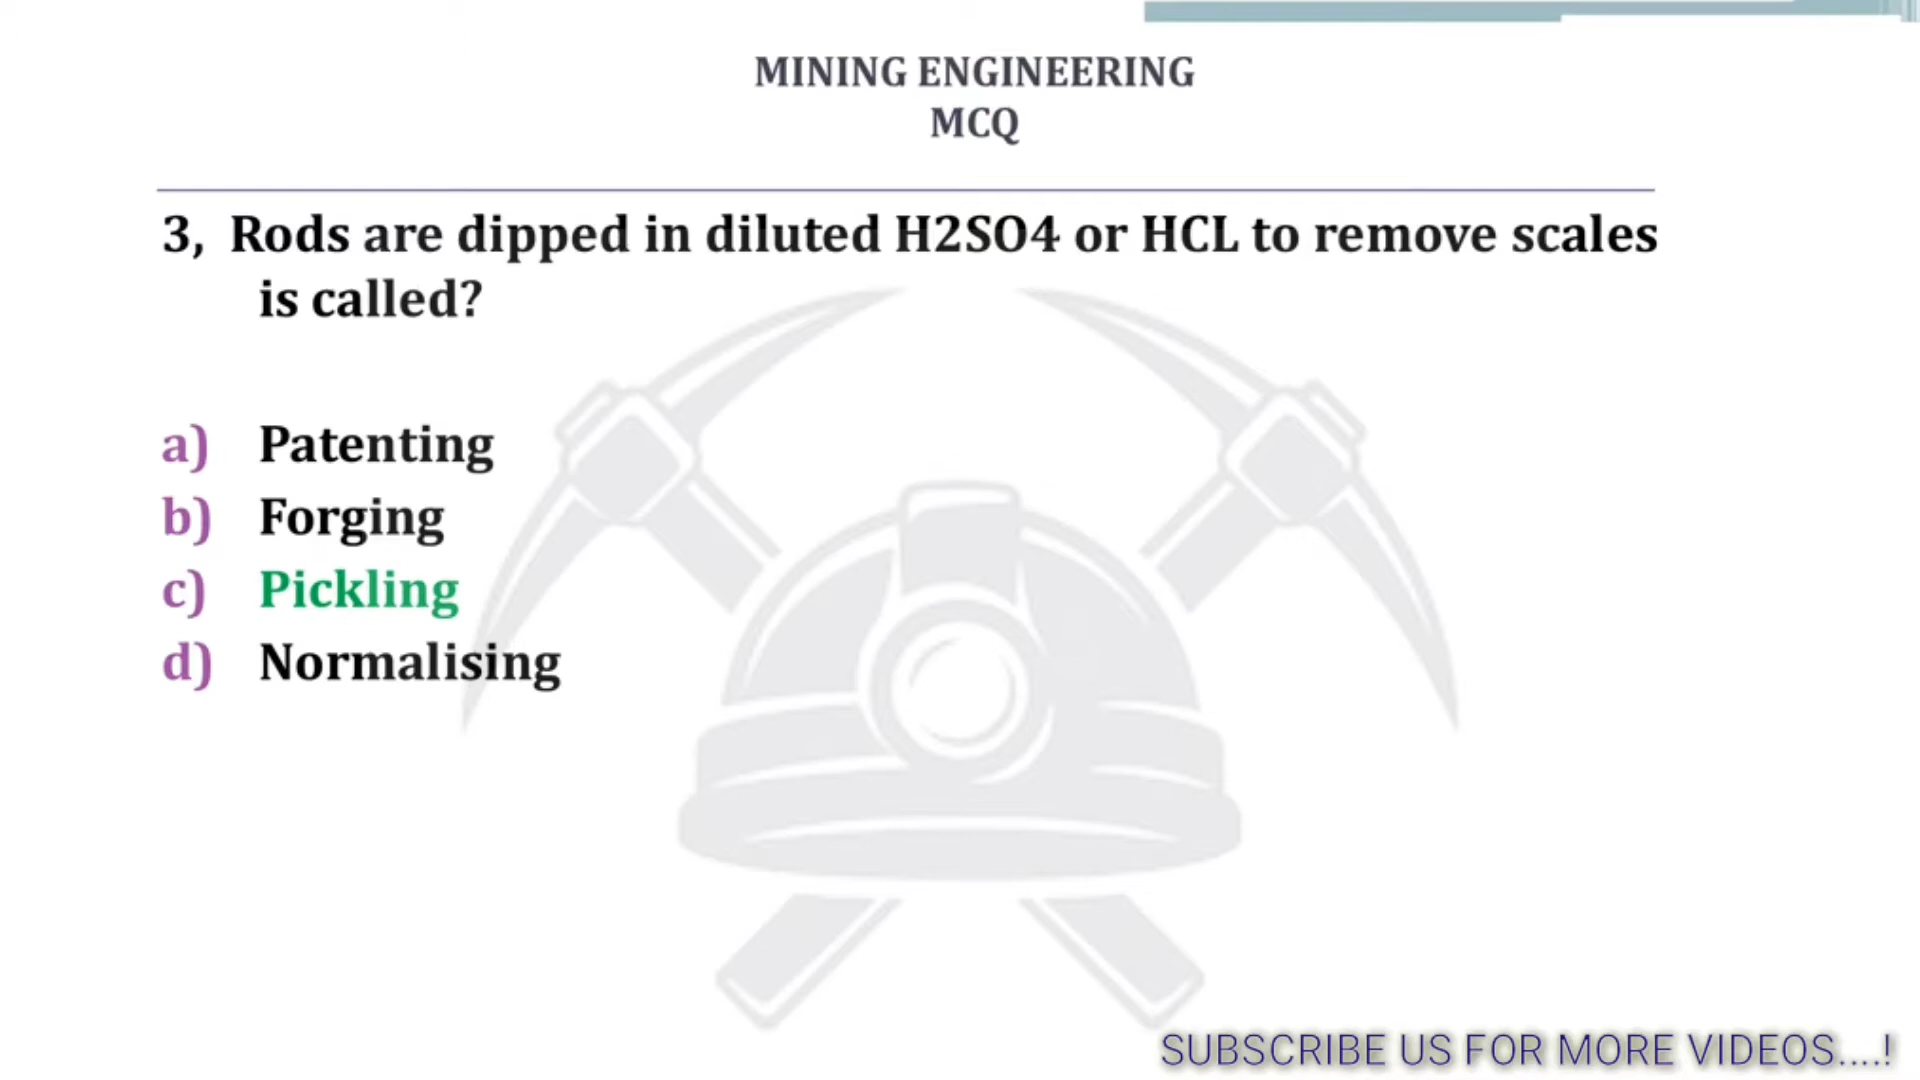 MINING ENGINEERING
MCQ
3, Rods are dipped in diluted H2SO4 or HCL to remove scales
is called?
a) Patenting
b) Forging
c) Pickling
d) Normalising
SUBSCRIBE US FOR MORE VIDEOS....!